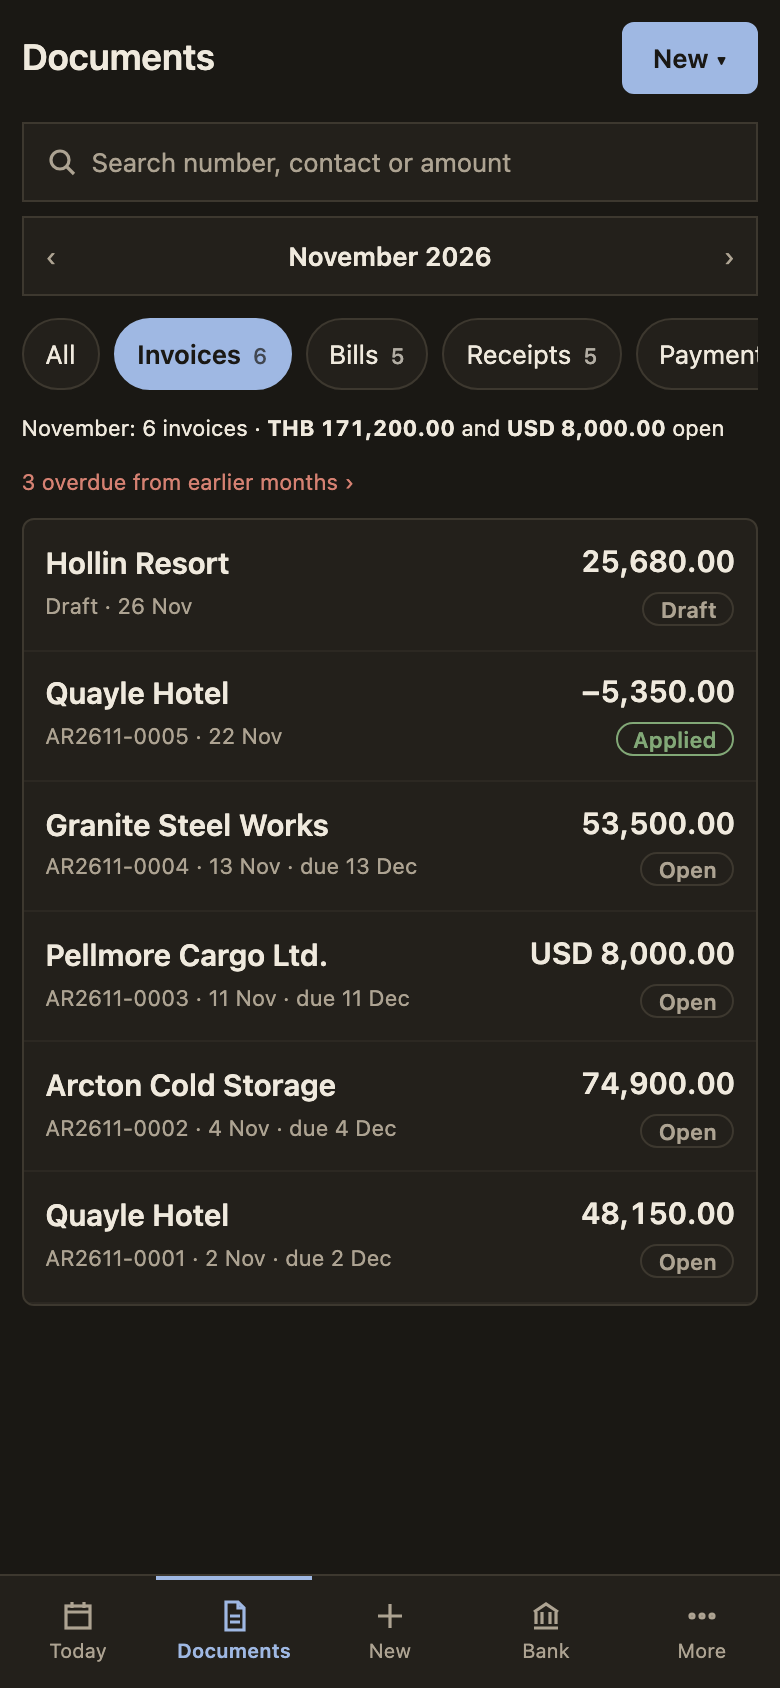 Documents
New ▾
Search number, contact or amount
‹ November 2026 ›
All Invoices 6 Bills 5 Receipts 5 Payment
November: 6 invoices · THB 171,200.00 and USD 8,000.00 open
3 overdue from earlier months ›
Hollin Resort 25,680.00
Draft · 26 Nov Draft
Quayle Hotel −5,350.00
AR2611-0005 · 22 Nov Applied
Granite Steel Works 53,500.00
AR2611-0004 · 13 Nov · due 13 Dec Open
Pellmore Cargo Ltd. USD 8,000.00
AR2611-0003 · 11 Nov · due 11 Dec Open
Arcton Cold Storage 74,900.00
AR2611-0002 · 4 Nov · due 4 Dec Open
Quayle Hotel 48,150.00
AR2611-0001 · 2 Nov · due 2 Dec Open
Today Documents New Bank More